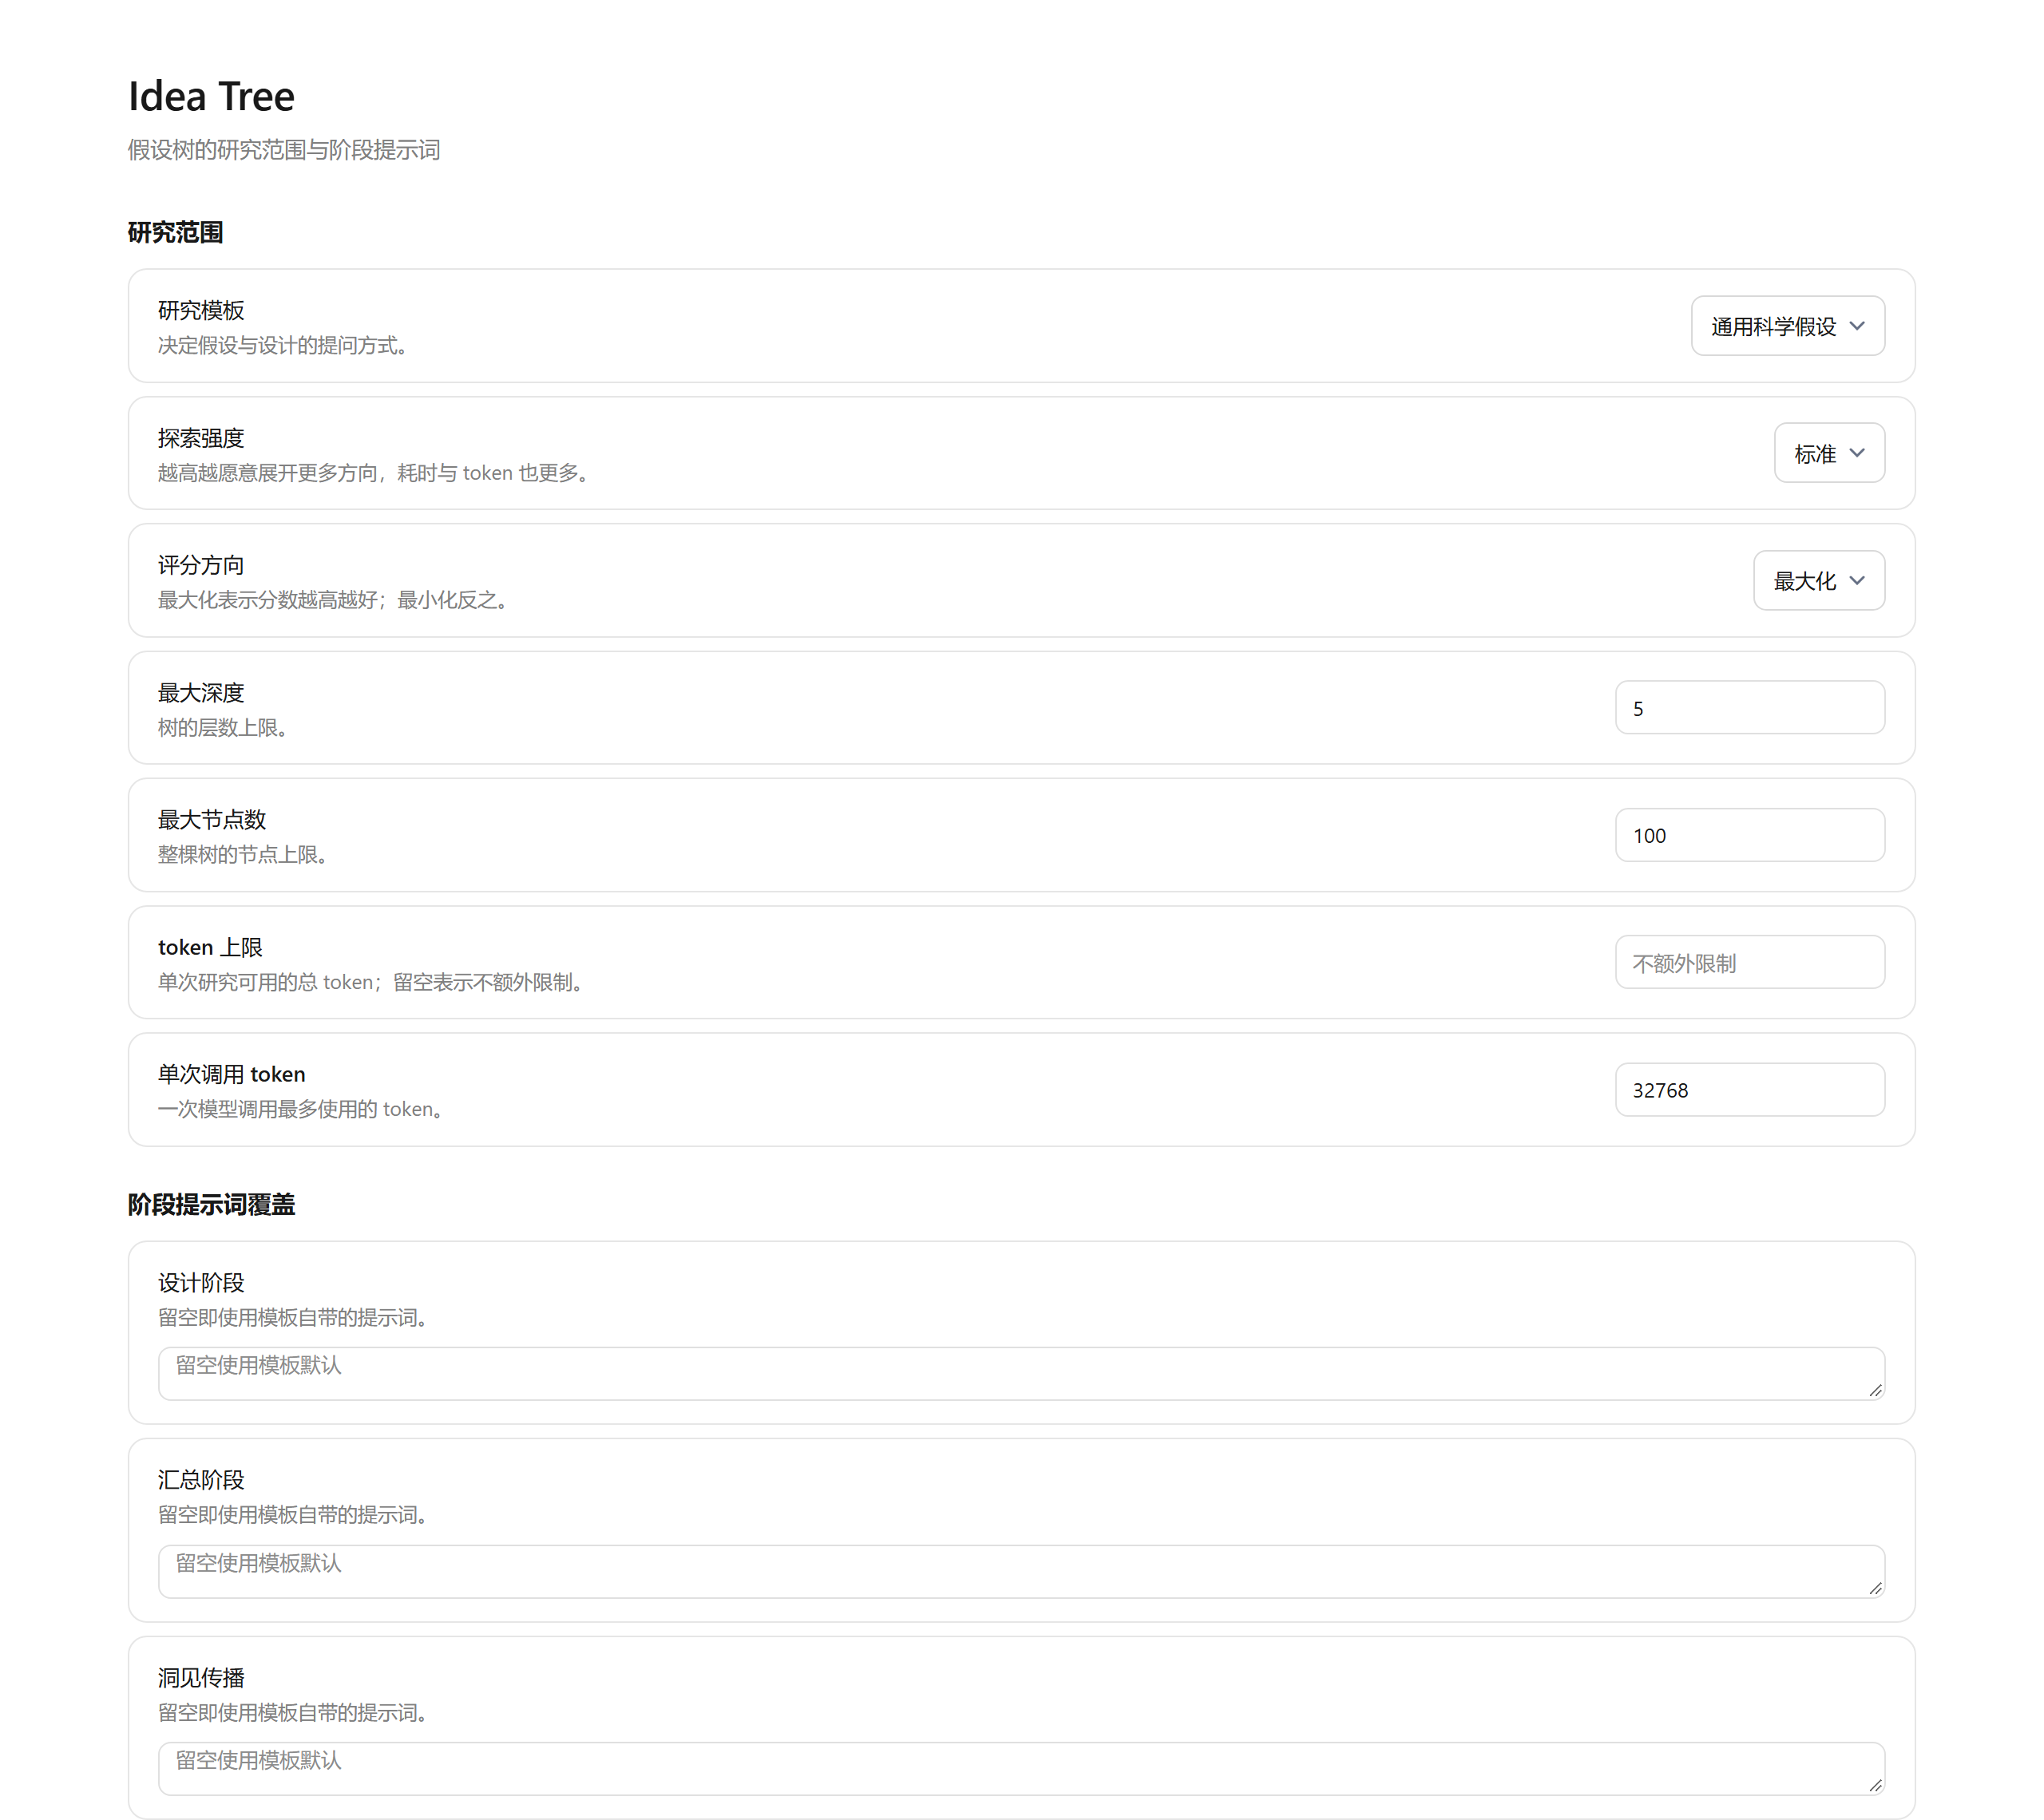 Idea Tree
假设树的研究范围与阶段提示词
研究范围
研究模板
决定假设与设计的提问方式。
通用科学假设
探索强度
越高越愿意展开更多方向，耗时与 token 也更多。
标准
评分方向
最大化表示分数越高越好；最小化反之。
最大化
最大深度
树的层数上限。
5
最大节点数
整棵树的节点上限。
100
token 上限
单次研究可用的总 token；留空表示不额外限制。
不额外限制
单次调用 token
一次模型调用最多使用的 token。
32768
阶段提示词覆盖
设计阶段
留空即使用模板自带的提示词。
留空使用模板默认
汇总阶段
留空即使用模板自带的提示词。
留空使用模板默认
洞见传播
留空即使用模板自带的提示词。
留空使用模板默认